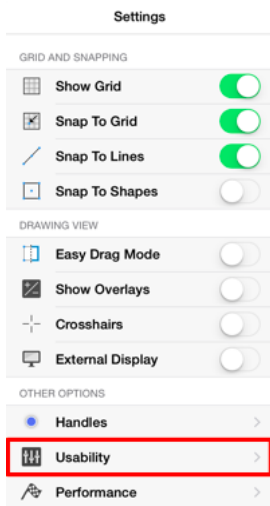 Settings
GRID AND SNAPPING
Show Grid
Snap To Grid
Snap To Lines
Snap To Shapes
DRAWING VIEW
Easy Drag Mode
Show Overlays
Crosshairs
External Display
OTHER OPTIONS
Handles
Usability
Performance